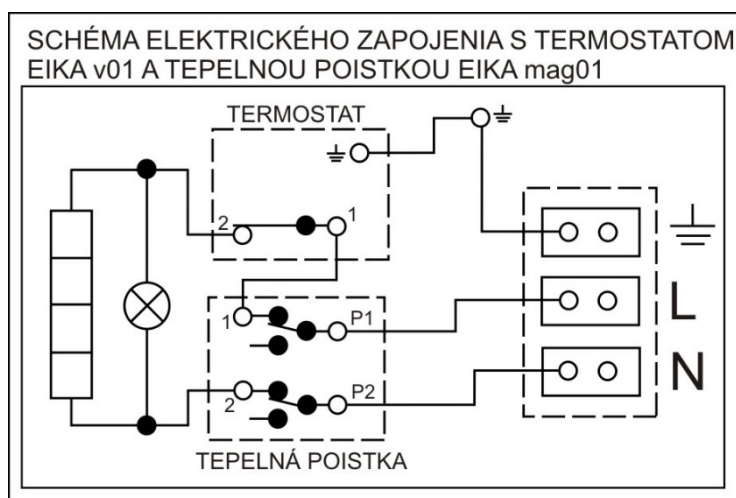 SCHÉMA ELEKTRICKÉHO ZAPOJENIA S TERMOSTATOM
EIKA v01 A TEPELNOU POISTKOU EIKA mag01
TERMOSTAT
2
1
1
P1
L
2
P2
N
TEPELNÁ POISTKA